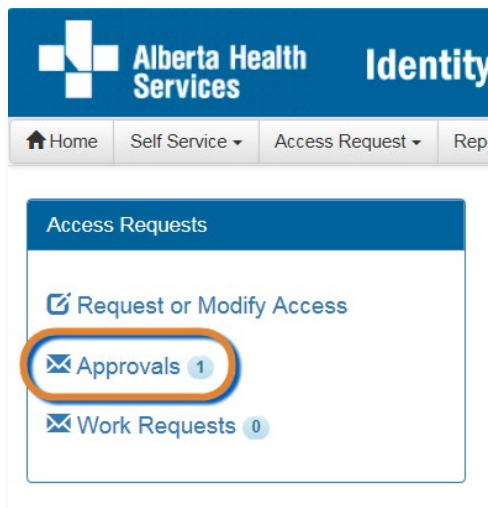 Alberta Health
Services
Identity
Home Self Service Access Request Rep
Access Requests
Request or Modify Access
Approvals 1
Work Requests 0